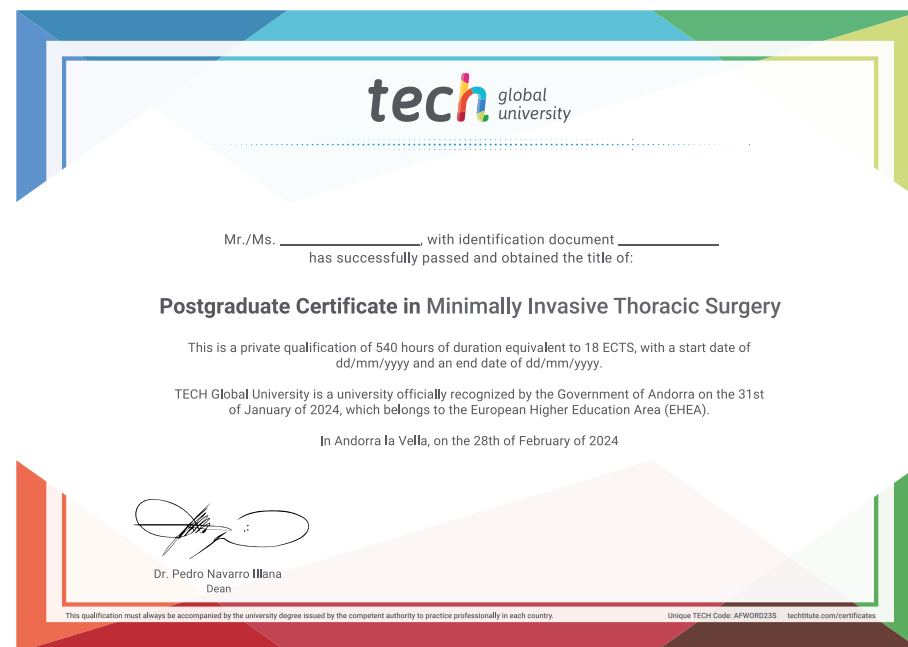 tech global university
Mr./Ms. ____________, with identification document ____________
has successfully passed and obtained the title of:
Postgraduate Certificate in Minimally Invasive Thoracic Surgery
This is a private qualification of 540 hours of duration equivalent to 18 ECTS, with a start date of
dd/mm/yyyy and an end date of dd/mm/yyyy.
TECH Global University is a university officially recognized by the Government of Andorra on the 31st
of January of 2024, which belongs to the European Higher Education Area (EHEA).
In Andorra la Vella, on the 28th of February of 2024
Dr. Pedro Navarro Illana
Dean
This qualification must always be accompanied by the university degree issued by the competent authority to practice professionally in each country.
Unique TECH Code: AFWORD23S techtitute.com/certificates